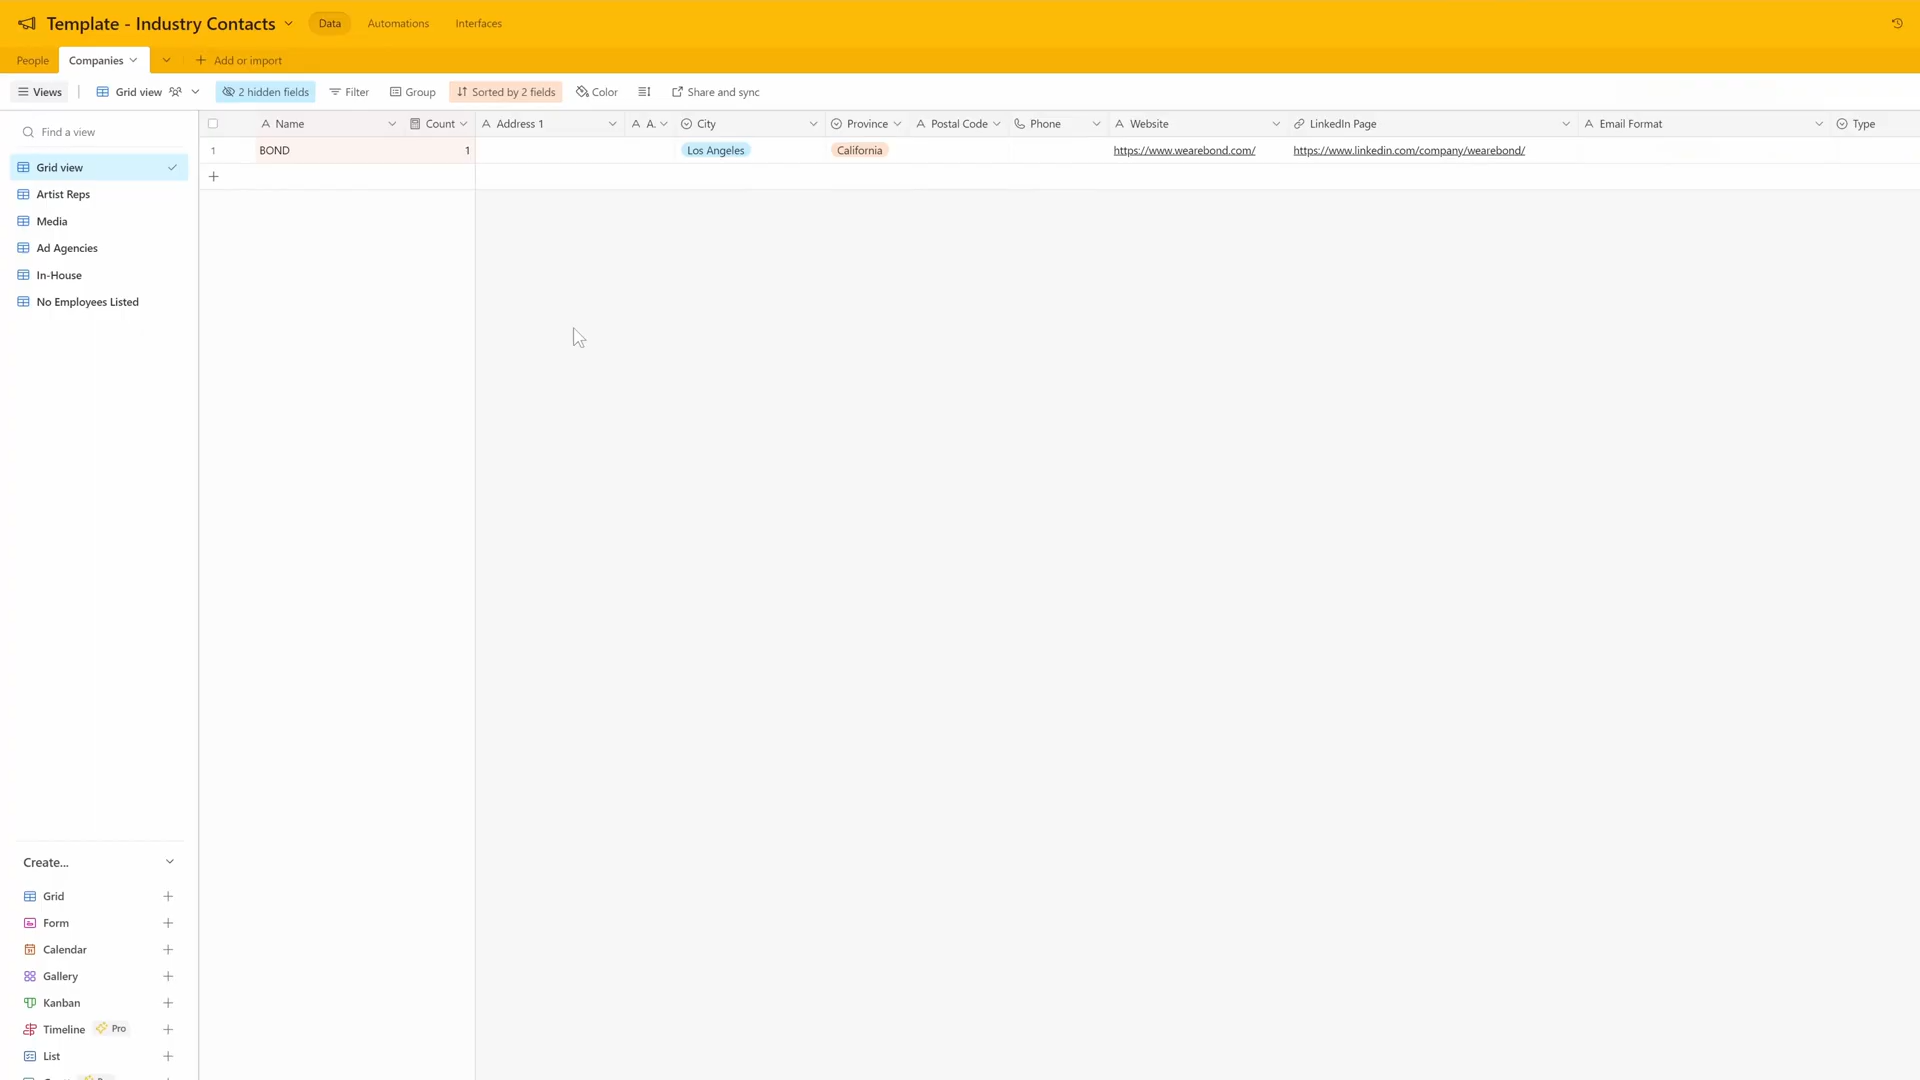 Template - Industry Contacts Data Automations Interfaces
People Companies Add or import
Views Grid view 2 hidden fields Filter Group Sorted by 2 fields Color Share and sync
Find a view
Name Count Address 1 A. City Province Postal Code Phone Website LinkedIn Page Email Format Type
1 BOND 1 Los Angeles California https://www.wearebond.com/ https://www.linkedin.com/company/wearebond/
Grid view
Artist Reps
Media
Ad Agencies
In-House
No Employees Listed
Create...
Grid
Form
Calendar
Gallery
Kanban
Timeline Pro
List